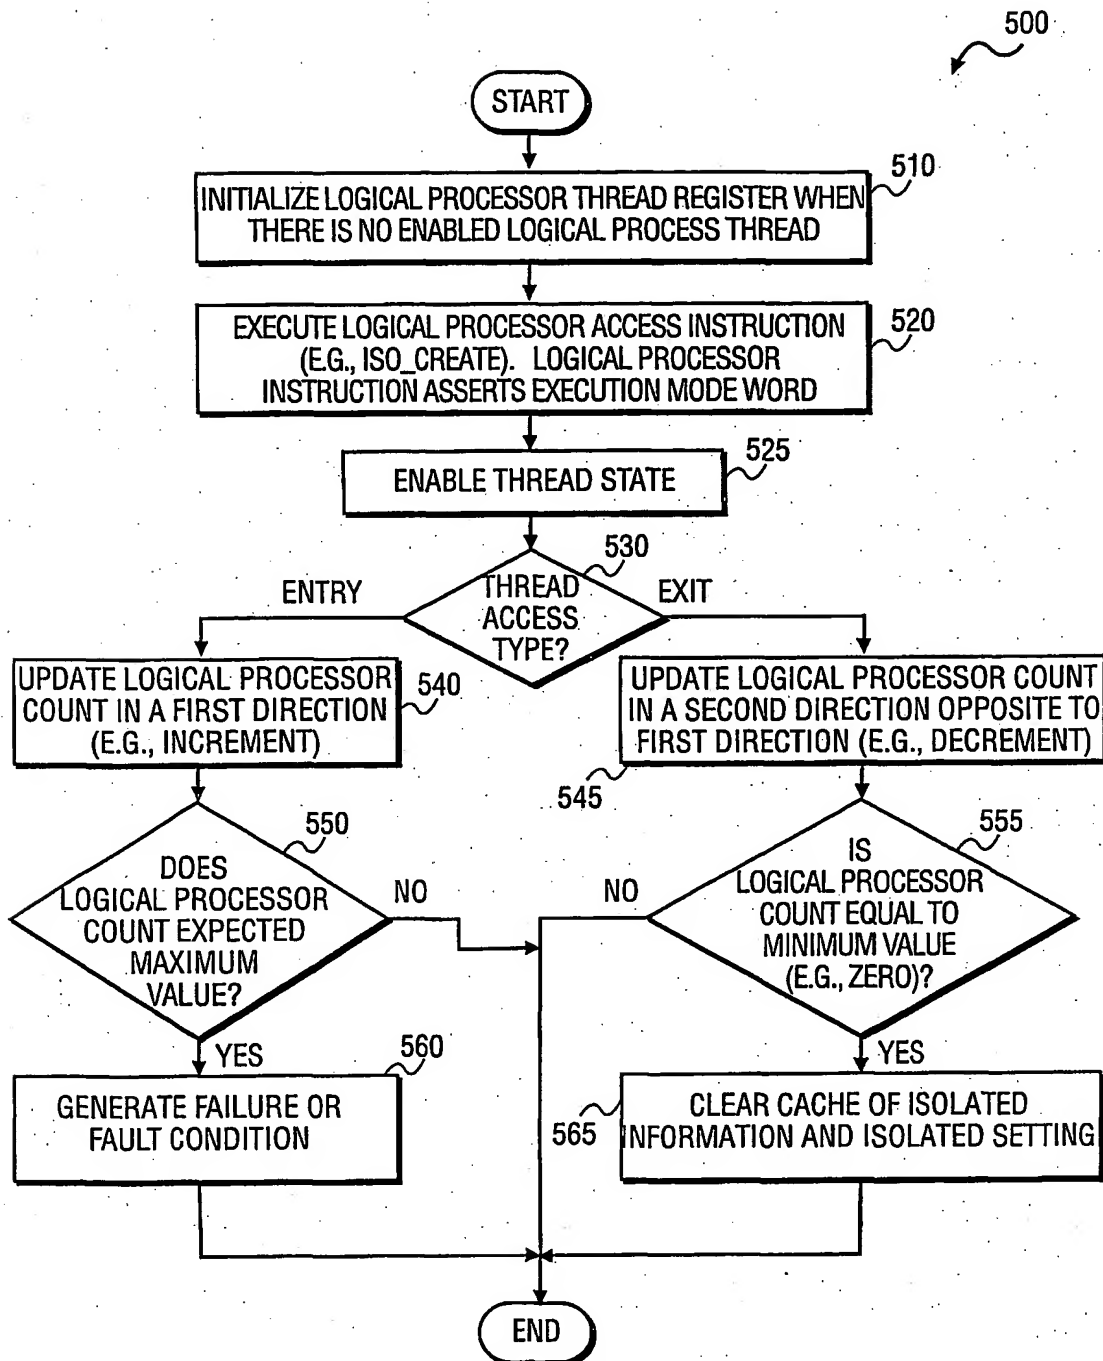 500
START
510
INITIALIZE LOGICAL PROCESSOR THREAD REGISTER WHEN
THERE IS NO ENABLED LOGICAL PROCESS THREAD
520
EXECUTE LOGICAL PROCESSOR ACCESS INSTRUCTION
(E.G., ISO_CREATE). LOGICAL PROCESSOR
INSTRUCTION ASSERTS EXECUTION MODE WORD
525
ENABLE THREAD STATE
530
THREAD
ACCESS
TYPE?
ENTRY
EXIT
UPDATE LOGICAL PROCESSOR
COUNT IN A FIRST DIRECTION
(E.G., INCREMENT)
540
UPDATE LOGICAL PROCESSOR COUNT
IN A SECOND DIRECTION OPPOSITE TO
FIRST DIRECTION (E.G., DECREMENT)
545
550
DOES
LOGICAL PROCESSOR
COUNT EXPECTED
MAXIMUM
VALUE?
NO
NO
555
IS
LOGICAL PROCESSOR
COUNT EQUAL TO
MINIMUM VALUE
(E.G., ZERO)?
YES
560
GENERATE FAILURE OR
FAULT CONDITION
YES
565
CLEAR CACHE OF ISOLATED
INFORMATION AND ISOLATED SETTING
END